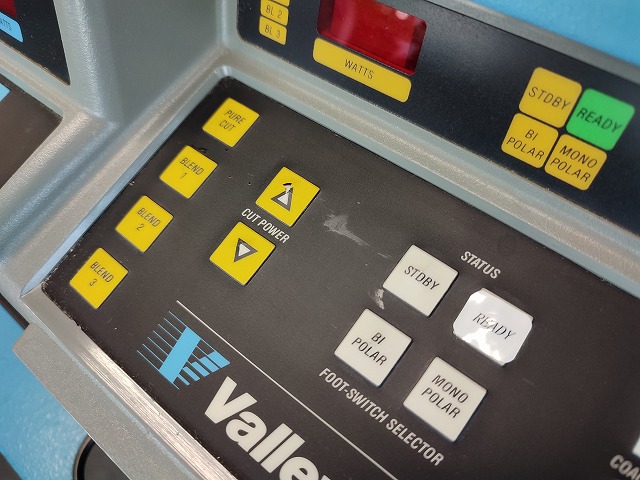 BL 2
BL 3
WATTS
WATTS
STDBY
READY
BI
POLAR
MONO
POLAR
PURE
CUT
BLEND
1
BLEND
2
BLEND
3
CUT POWER
STATUS
STDBY
READY
BI
POLAR
MONO
POLAR
FOOT-SWITCH SELECTOR
Valle
COA